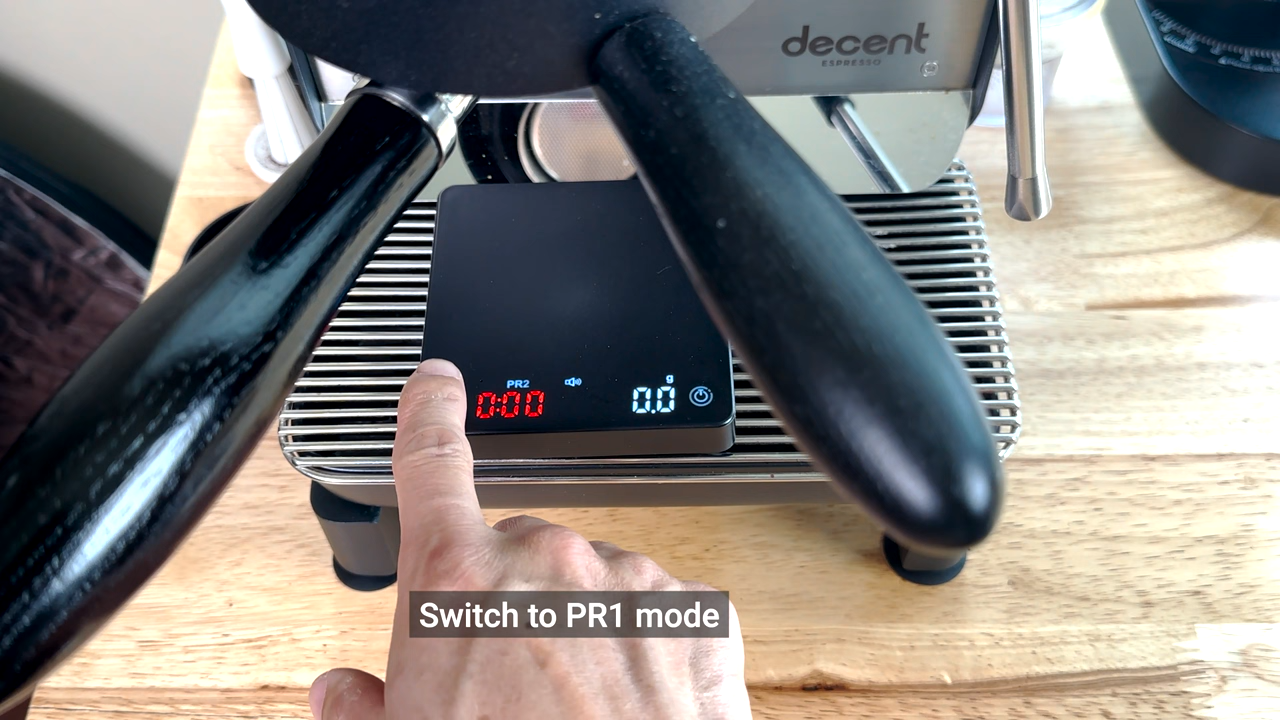 decent
ESPRESSO
PR2
g
0:00
0.0
Switch to PR1 mode